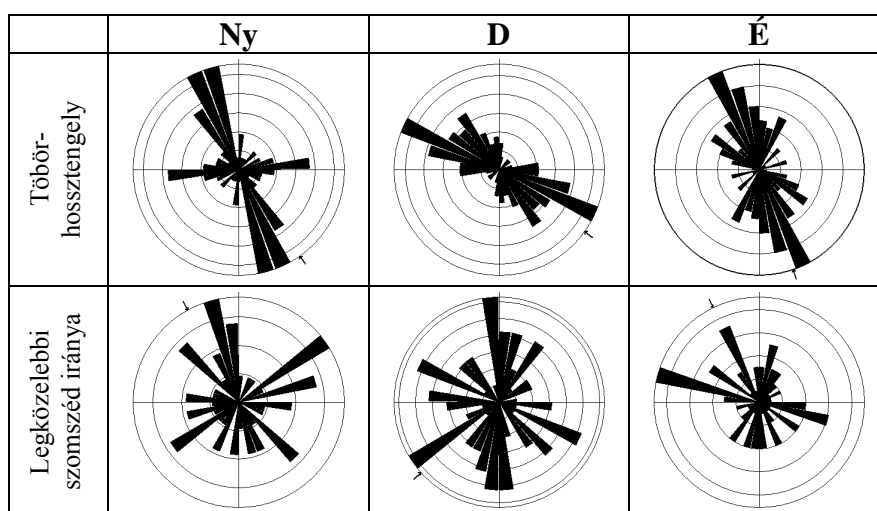 Ny D É
Töbör-
hossztengely
Legközelebbi
szomszéd iránya